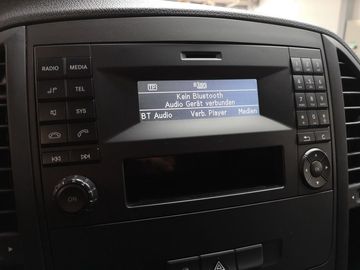 RADIO MEDIA
TEL
SYS
ON
Kein Bluetooth
Audio Gerät verbunden
BT Audio Verb. Player Medien
C